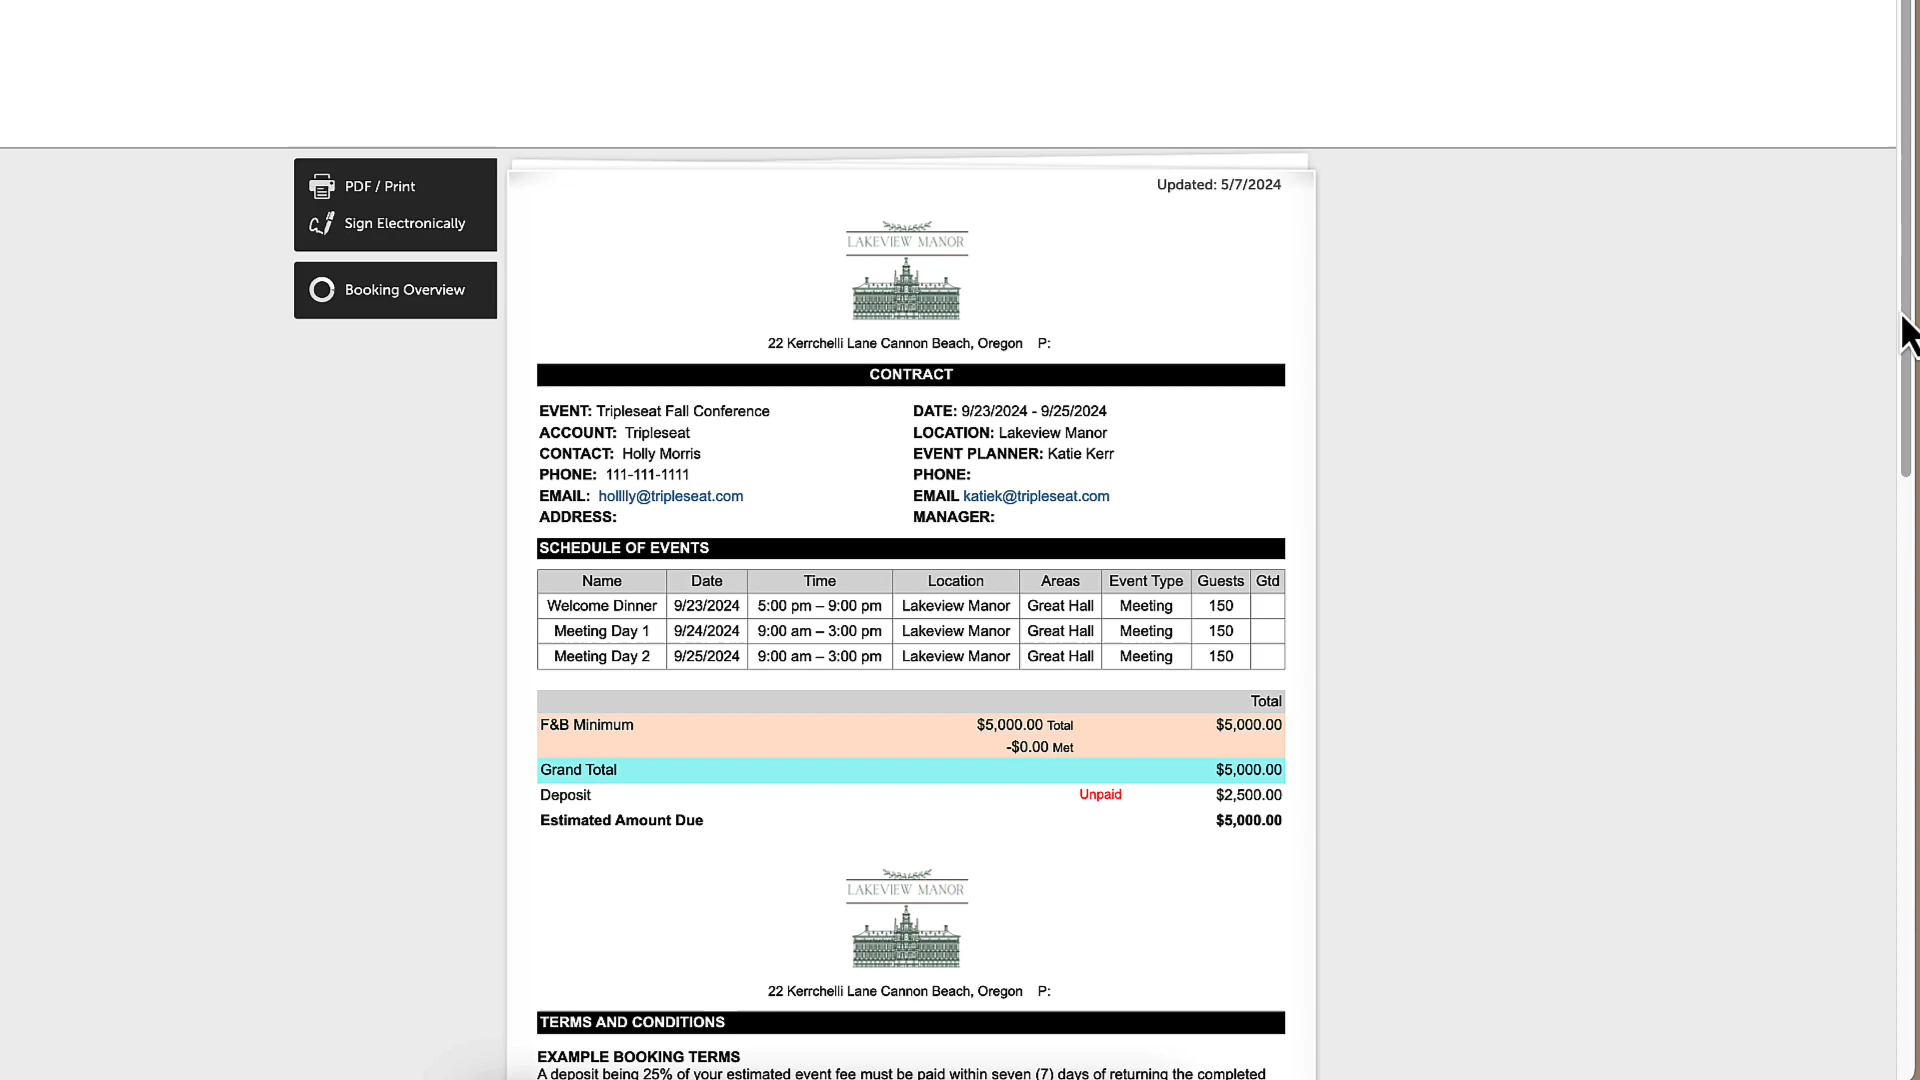 PDF / Print
Sign Electronically
Booking Overview
Updated: 5/7/2024
LAKEVIEW MANOR
22 Kerrchelli Lane Cannon Beach, Oregon P:
CONTRACT
EVENT: Tripleseat Fall Conference DATE: 9/23/2024 - 9/25/2024
ACCOUNT: Tripleseat LOCATION: Lakeview Manor
CONTACT: Holly Morris EVENT PLANNER: Katie Kerr
PHONE: 111-111-1111 PHONE:
EMAIL: holllly@tripleseat.com EMAIL katiek@tripleseat.com
ADDRESS: MANAGER:
SCHEDULE OF EVENTS
Name Date Time Location Areas Event Type Guests Gtd
Welcome Dinner 9/23/2024 5:00 pm – 9:00 pm Lakeview Manor Great Hall Meeting 150
Meeting Day 1 9/24/2024 9:00 am – 3:00 pm Lakeview Manor Great Hall Meeting 150
Meeting Day 2 9/25/2024 9:00 am – 3:00 pm Lakeview Manor Great Hall Meeting 150
Total
F&B Minimum $5,000.00 Total $5,000.00
-$0.00 Met
Grand Total $5,000.00
Deposit Unpaid $2,500.00
Estimated Amount Due $5,000.00
LAKEVIEW MANOR
22 Kerrchelli Lane Cannon Beach, Oregon P:
TERMS AND CONDITIONS
EXAMPLE BOOKING TERMS
A deposit being 25% of your estimated event fee must be paid within seven (7) days of returning the completed